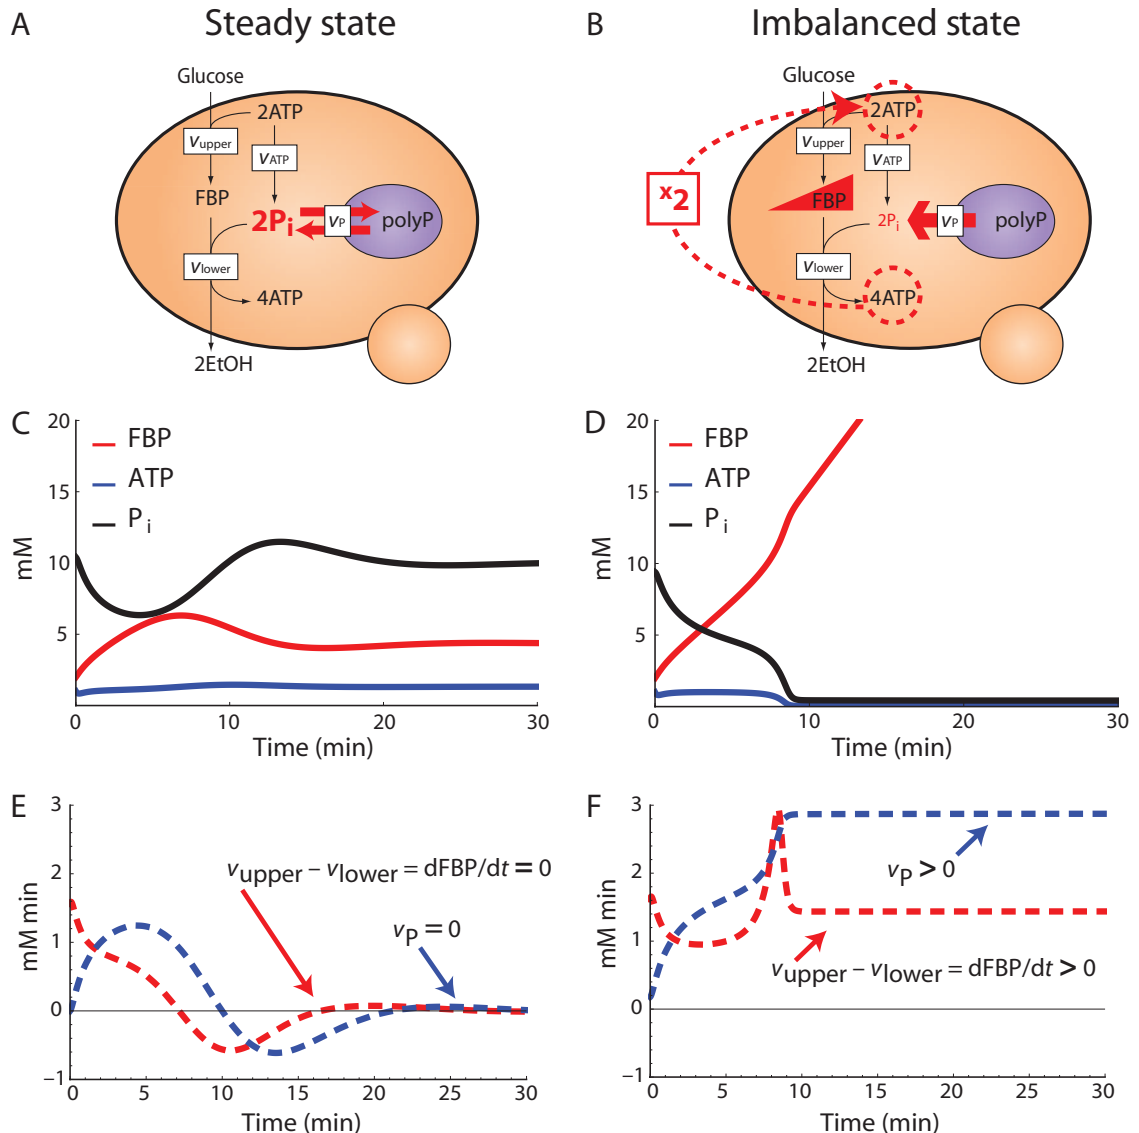 A
Steady state
Glucose
2ATP
vupper
vATP
FBP
2Pi
vP
polyP
vlower
4ATP
2EtOH
B
Imbalanced state
Glucose
2ATP
vupper
vATP
x2
FBP
2Pi
vP
polyP
vlower
4ATP
2EtOH
C
20
15
10
5
mM
FBP
ATP
Pi
0
10
20
30
Time (min)
D
20
15
10
5
mM
FBP
ATP
Pi
0
10
20
30
Time (min)
E
3
2
1
0
−1
mM min
vupper − vlower = dFBP/dt = 0
vP = 0
0
5
10
15
20
25
30
Time (min)
F
3
2
1
0
−1
mM min
vP > 0
vupper − vlower = dFBP/dt > 0
0
5
10
15
20
25
30
Time (min)